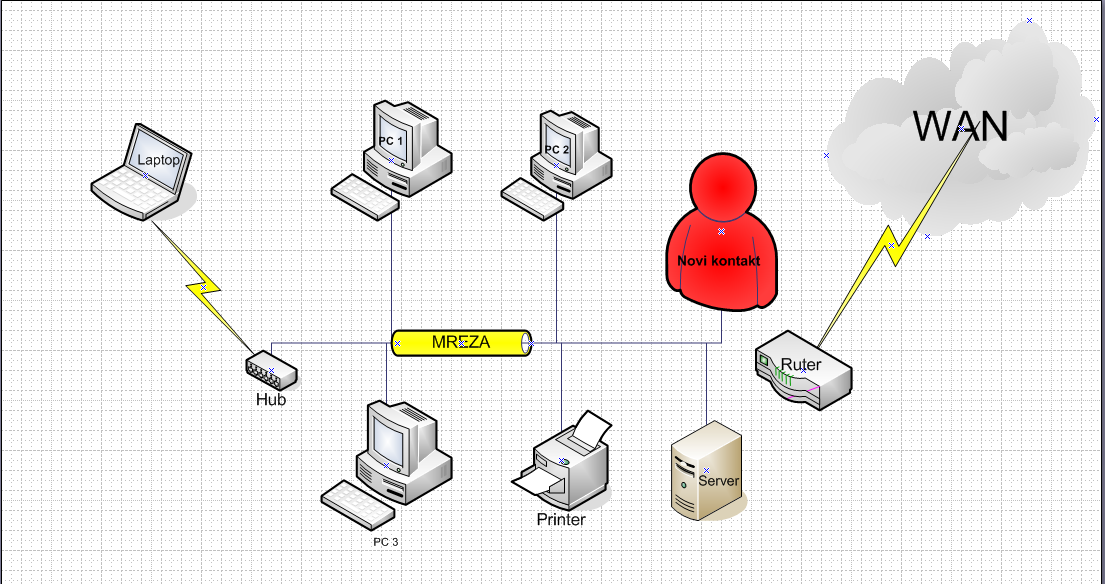 WAN
PC 1
PC 2
Laptop
Novi kontakt
MREZA
Ruter
Hub
Server
Printer
PC 3